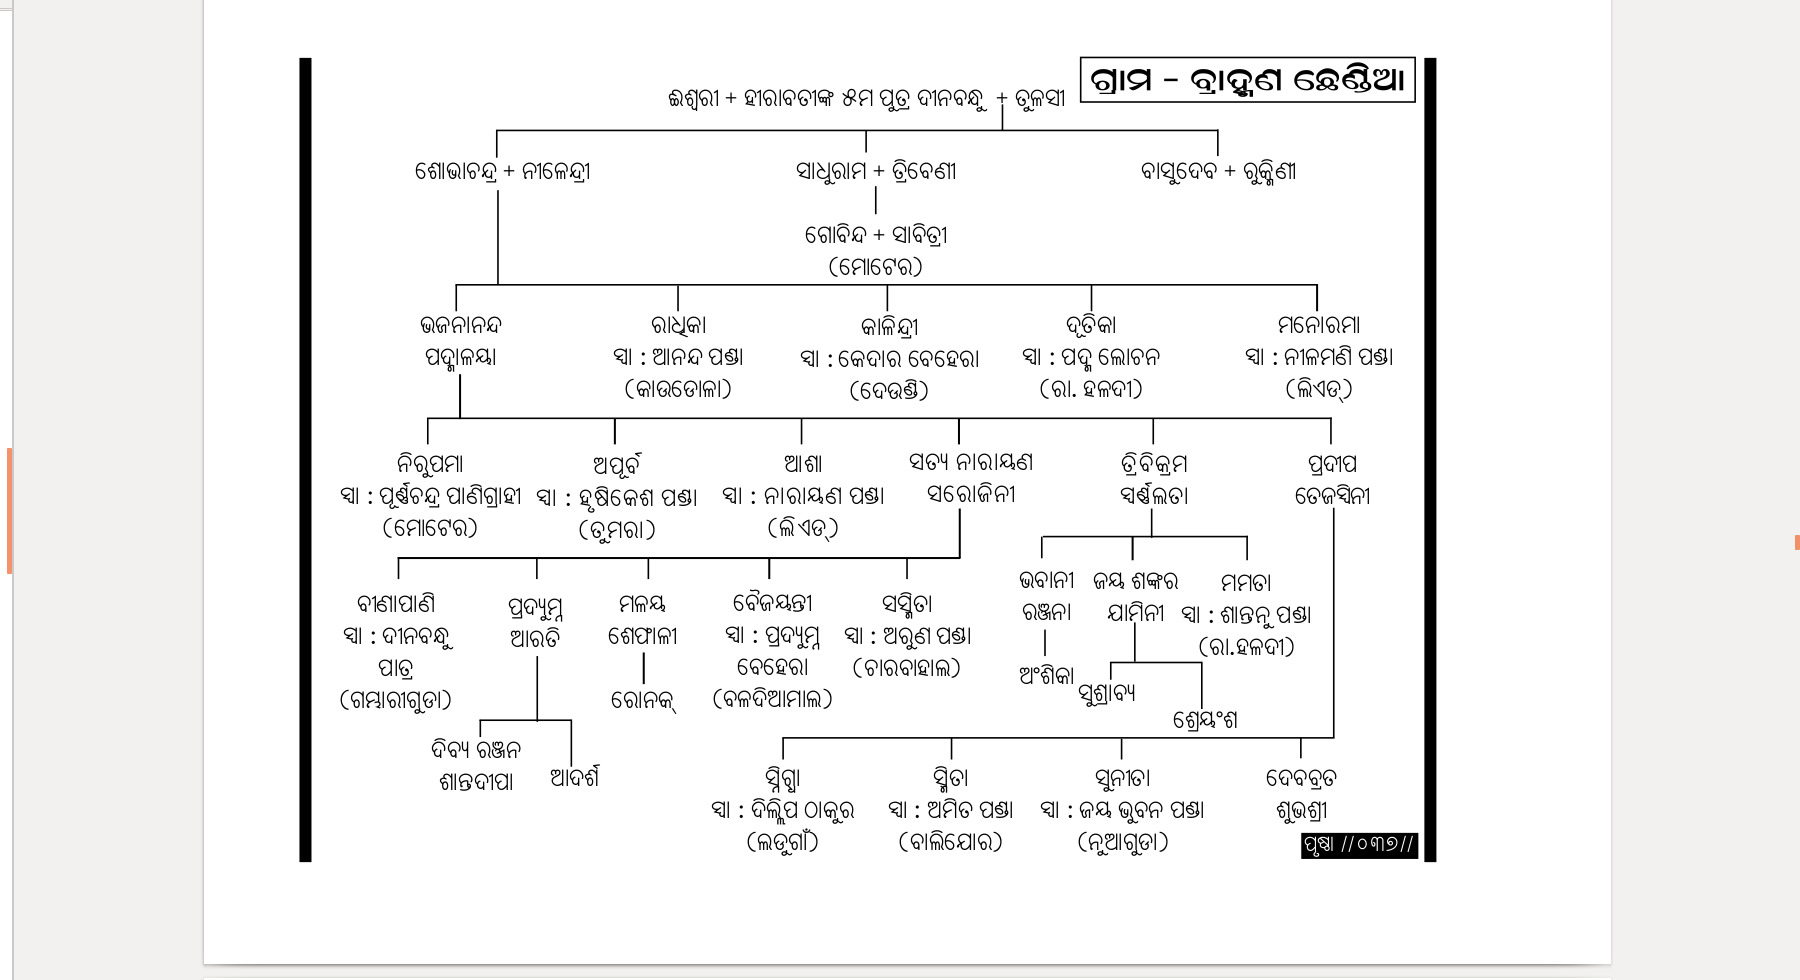 ଗ୍ରାମ - ବ୍ରାହ୍ମଣ ଛେଣ୍ଡିଆ
ଈଶ୍ୱରୀ + ହୀରାବତୀଙ୍କ ୫ମ ପୁତ୍ର ଦୀନବନ୍ଧୁ + ତୁଳସୀ
ଶୋଭାଚନ୍ଦ୍ର + ନୀଳେନ୍ଦ୍ରୀ
ସାଧୁରାମ + ତ୍ରିବେଣୀ
ବାସୁଦେବ + ରୁକ୍ମିଣୀ
ଗୋବିନ୍ଦ + ସାବିତ୍ରୀ
(ମୋଟେର)
ଭଜନାନନ୍ଦ
ପଦ୍ମାଳୟା
ରାଧିକା
ସ୍ୱା : ଆନନ୍ଦ ପଣ୍ଡା
(କାଉଡୋଳା)
କାଳିନ୍ଦ୍ରୀ
ସ୍ୱା : କେଦାର ବେହେରା
(ଦେଉଣ୍ଡି)
ଦୂତିକା
ସ୍ୱା : ପଦ୍ମ ଲୋଚନ
(ରା. ହଳଦୀ)
ମନୋରମା
ସ୍ୱା : ନୀଳମଣି ପଣ୍ଡା
(ଲିଏଡ୍)
ନିରୁପମା
ସ୍ୱା : ପୂର୍ଣ୍ଣଚନ୍ଦ୍ର ପାଣିଗ୍ରାହୀ
(ମୋଟେର)
ଅପୂର୍ବ
ସ୍ୱା : ହୃଷିକେଶ ପଣ୍ଡା
(ତୁମରା)
ଆଶା
ସ୍ୱା : ନାରାୟଣ ପଣ୍ଡା
(ଲିଏଡ୍)
ସତ୍ୟ ନାରାୟଣ
ସରୋଜିନୀ
ତ୍ରିବିକ୍ରମ
ସ୍ୱର୍ଣ୍ଣଲତା
ପ୍ରଦୀପ
ତେଜସ୍ୱିନୀ
ବୀଣାପାଣି
ସ୍ୱା : ଦୀନବନ୍ଧୁ
ପାତ୍ର
(ଗମ୍ଭାରୀଗୁଡା)
ପ୍ରଦ୍ୟୁମ୍ନ
ଆରତି
ମଳୟ
ଶେଫାଳୀ
ରୋନକ୍
ବୈଜୟନ୍ତୀ
ସ୍ୱା : ପ୍ରଦ୍ୟୁମ୍ନ
ବେହେରା
(ବଳଦିଆମାଲ)
ସସ୍ମିତା
ସ୍ୱା : ଅରୁଣ ପଣ୍ଡା
(ଚାରବାହାଲ)
ଭବାନୀ
ରଞ୍ଜନା
ଅଂଶିକା
ଜୟ ଶଙ୍କର
ଯାମିନୀ
ମମତା
ସ୍ୱା : ଶାନ୍ତନୁ ପଣ୍ଡା
(ରା.ହଳଦୀ)
ସୁଶ୍ରାବ୍ୟ
ଶ୍ରେୟଂଶ
ଦିବ୍ୟ ରଞ୍ଜନ
ଶାନ୍ତଦୀପା
ଆଦର୍ଶ
ସ୍ନିଗ୍ଧା
ସ୍ୱା : ଦିଲ୍ଲିପ ଠାକୁର
(ଲଡୁଗାଁ)
ସ୍ମିତା
ସ୍ୱା : ଅମିତ ପଣ୍ଡା
(ବାଲିଯୋର)
ସୁନୀତା
ସ୍ୱା : ଜୟ ଭୁବନ ପଣ୍ଡା
(ନୂଆଗୁଡା)
ଦେବବ୍ରତ
ଶୁଭଶ୍ରୀ
ପୃଷ୍ଠା //୦୩୭//